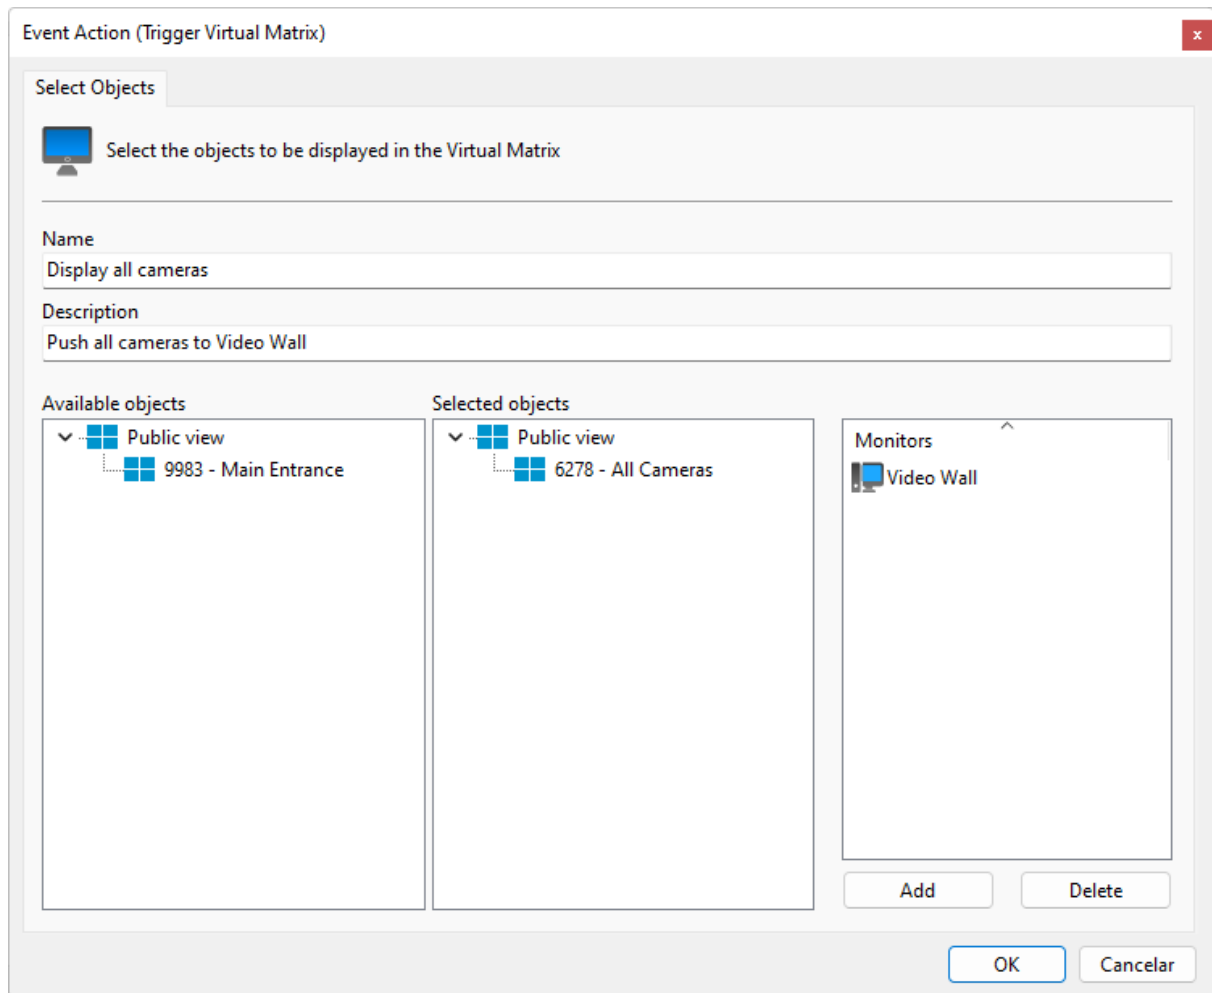 Event Action (Trigger Virtual Matrix)
x
Select Objects
Select the objects to be displayed in the Virtual Matrix
Name
Display all cameras
Description
Push all cameras to Video Wall
Available objects
Public view
9983 - Main Entrance
Selected objects
Public view
6278 - All Cameras
Monitors
Video Wall
Add
Delete
OK
Cancelar